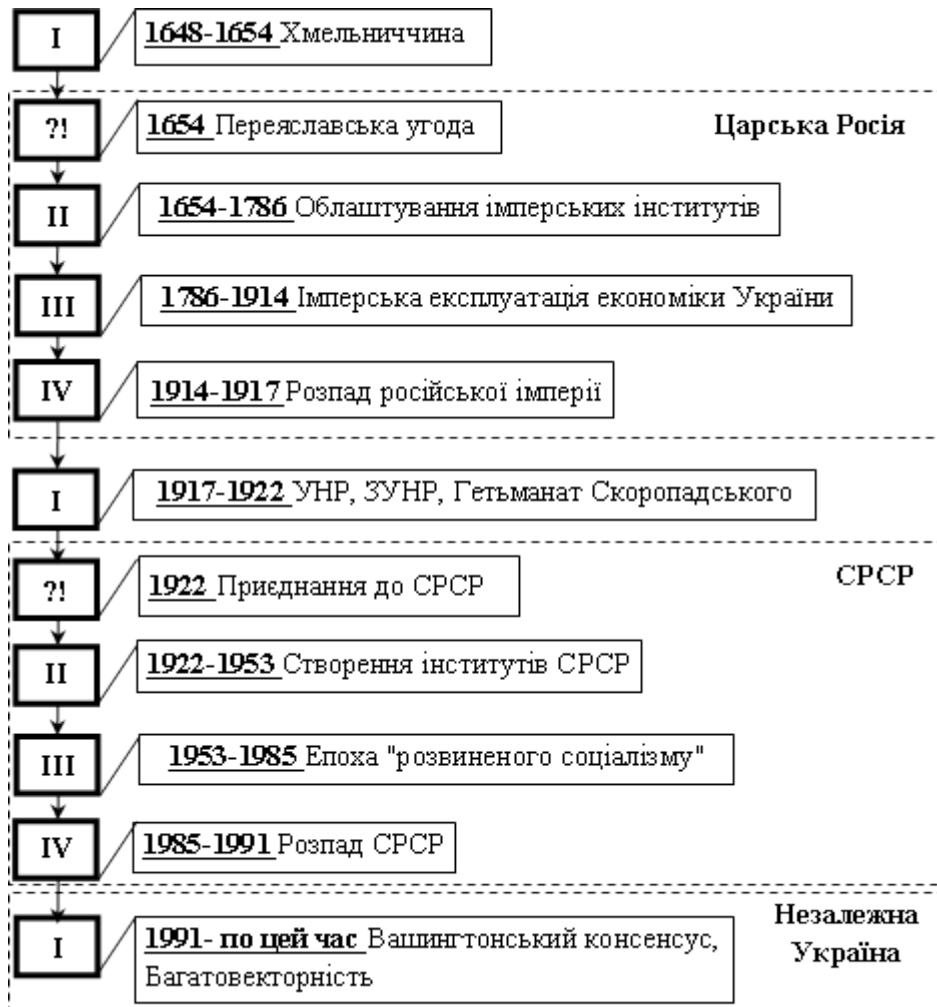 I
1648-1654 Хмельниччина
?!
1654 Переяславська угода
Царська Росія
II
1654-1786 Облаштування імперських інститутів
III
1786-1914 Імперська експлуатація економіки України
IV
1914-1917 Розпад російської імперії
I
1917-1922 УНР, ЗУНР, Гетьманат Скоропадського
?!
1922 Приєднання до СРСР
СРСР
II
1922-1953 Створення інститутів СРСР
III
1953-1985 Епоха "розвиненого соціалізму"
IV
1985-1991 Розпад СРСР
Незалежна
Україна
I
1991- по цей час Вашингтонський консенсус,
Багатовекторність